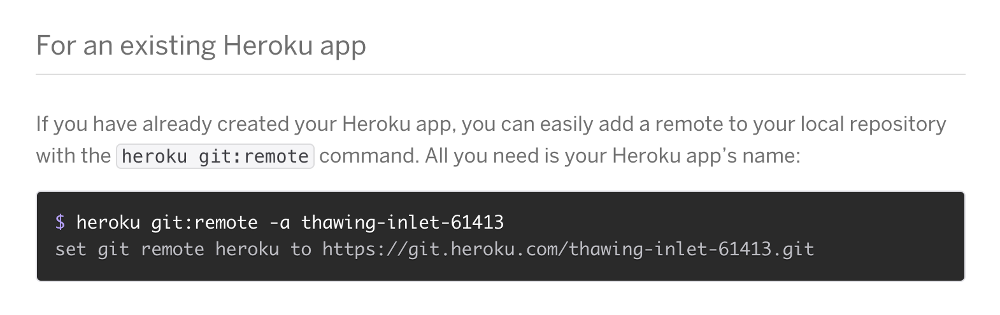 For an existing Heroku app
If you have already created your Heroku app, you can easily add a remote to your local repository
with the heroku git:remote command. All you need is your Heroku app’s name:
$ heroku git:remote -a thawing-inlet-61413
set git remote heroku to https://git.heroku.com/thawing-inlet-61413.git